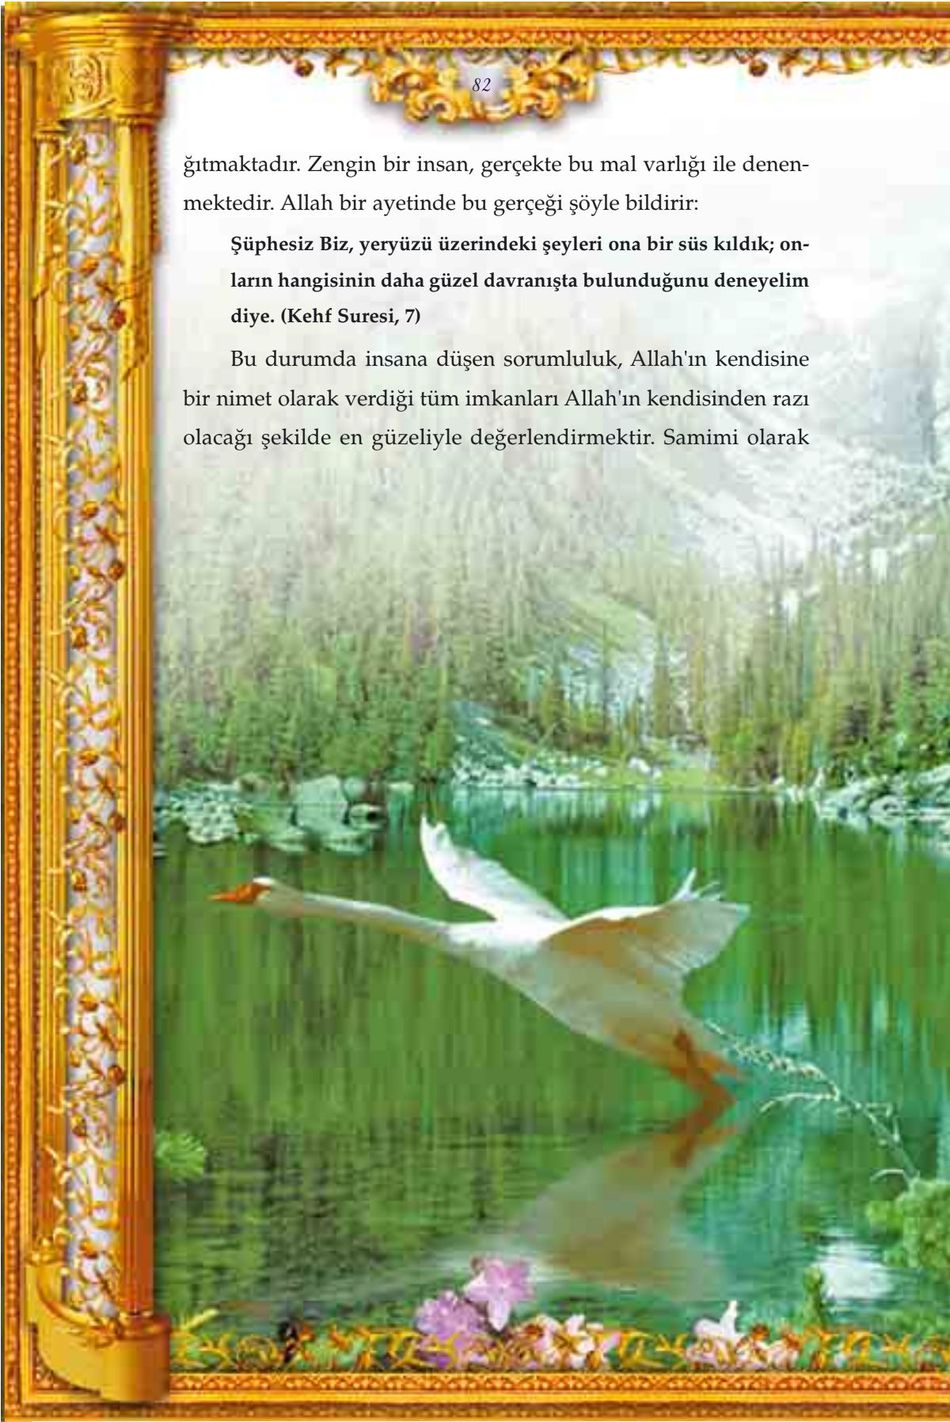 82
ğıtmaktadır. Zengin bir insan, gerçekte bu mal varlığı ile denen-
mektedir. Allah bir ayetinde bu gerçeği şöyle bildirir:
Şüphesiz Biz, yeryüzü üzerindeki şeyleri ona bir süs kıldık; on-
ların hangisinin daha güzel davranışta bulunduğunu deneyelim
diye. (Kehf Suresi, 7)
Bu durumda insana düşen sorumluluk, Allah'ın kendisine
bir nimet olarak verdiği tüm imkanları Allah'ın kendisinden razı
olacağı şekilde en güzeliyle değerlendirmektir. Samimi olarak